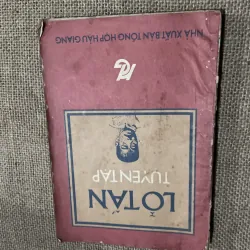 LỖ TẤN
TUYỂN TẬP
NHÀ XUẤT BẢN TỔNG HỢP HẬU GIANG